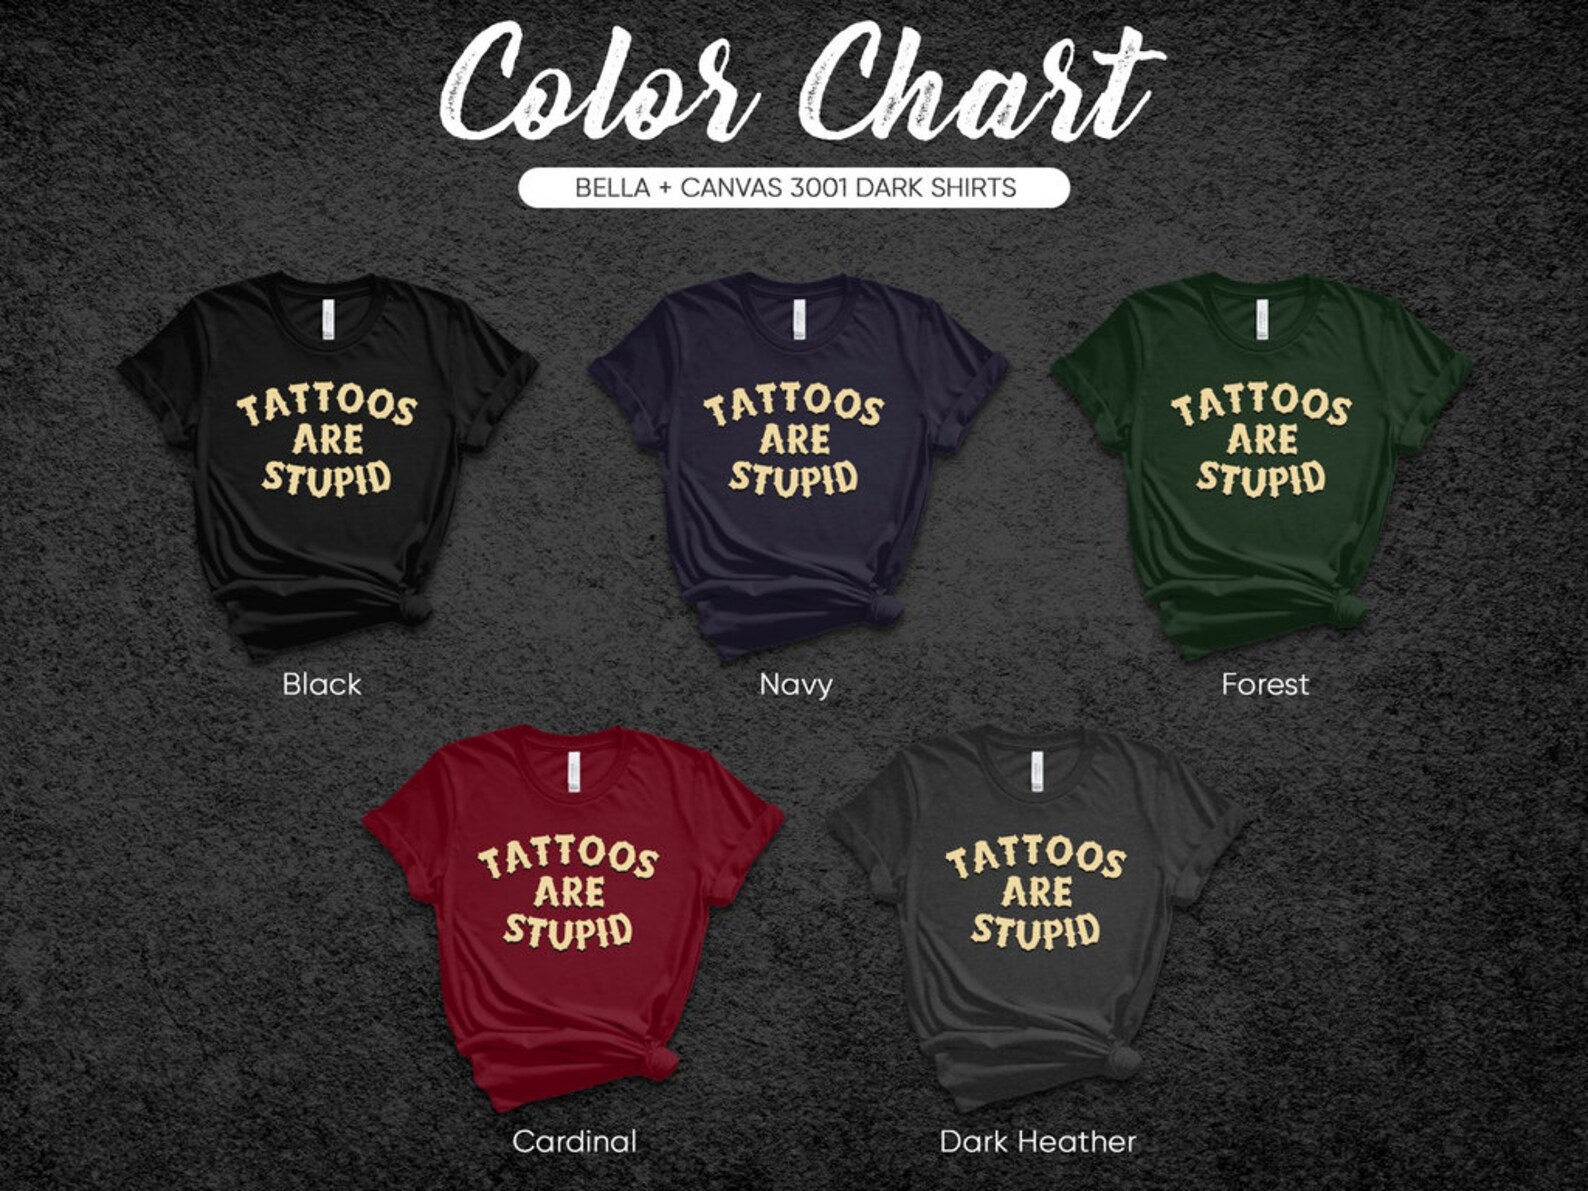 Color Chart
BELLA + CANVAS 3001 DARK SHIRTS
TATTOOS
ARE
STUPID
Black
TATTOOS
ARE
STUPID
Navy
TATTOOS
ARE
STUPID
Forest
TATTOOS
ARE
STUPID
Cardinal
TATTOOS
ARE
STUPID
Dark Heather